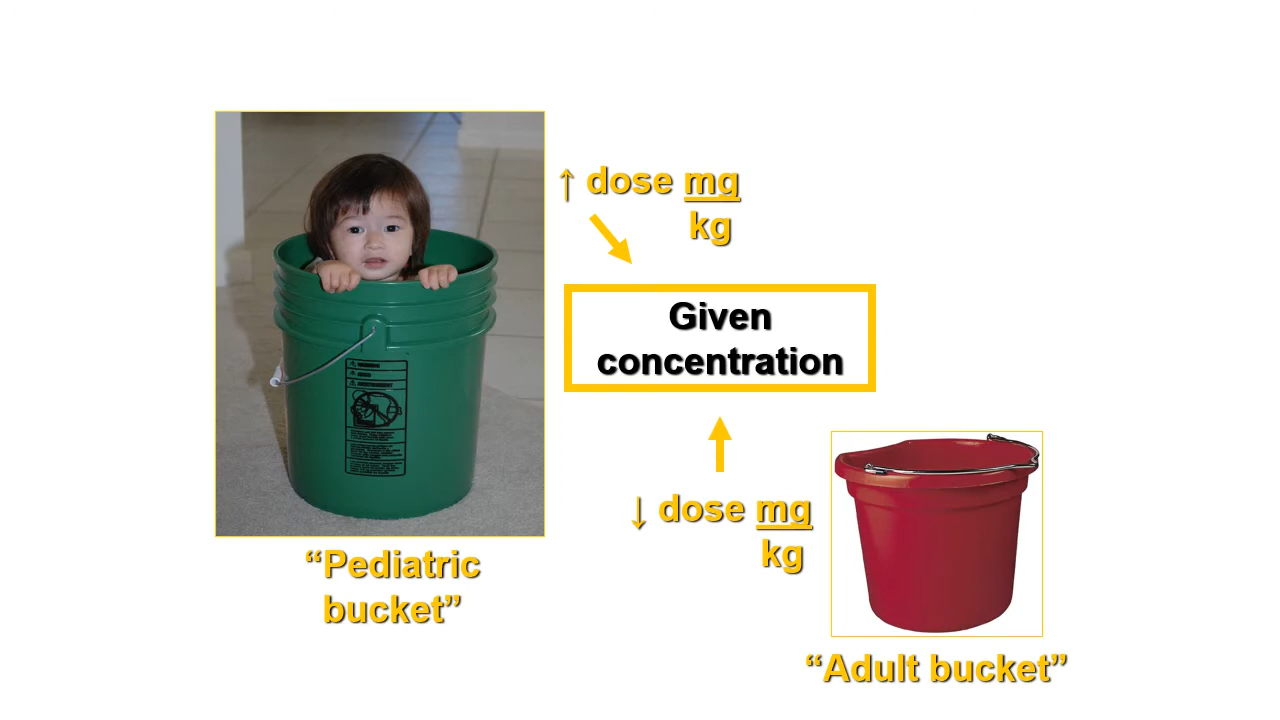 ↑ dose mg
kg
Given
concentration
↓ dose mg
kg
“Pediatric
bucket”
“Adult bucket”